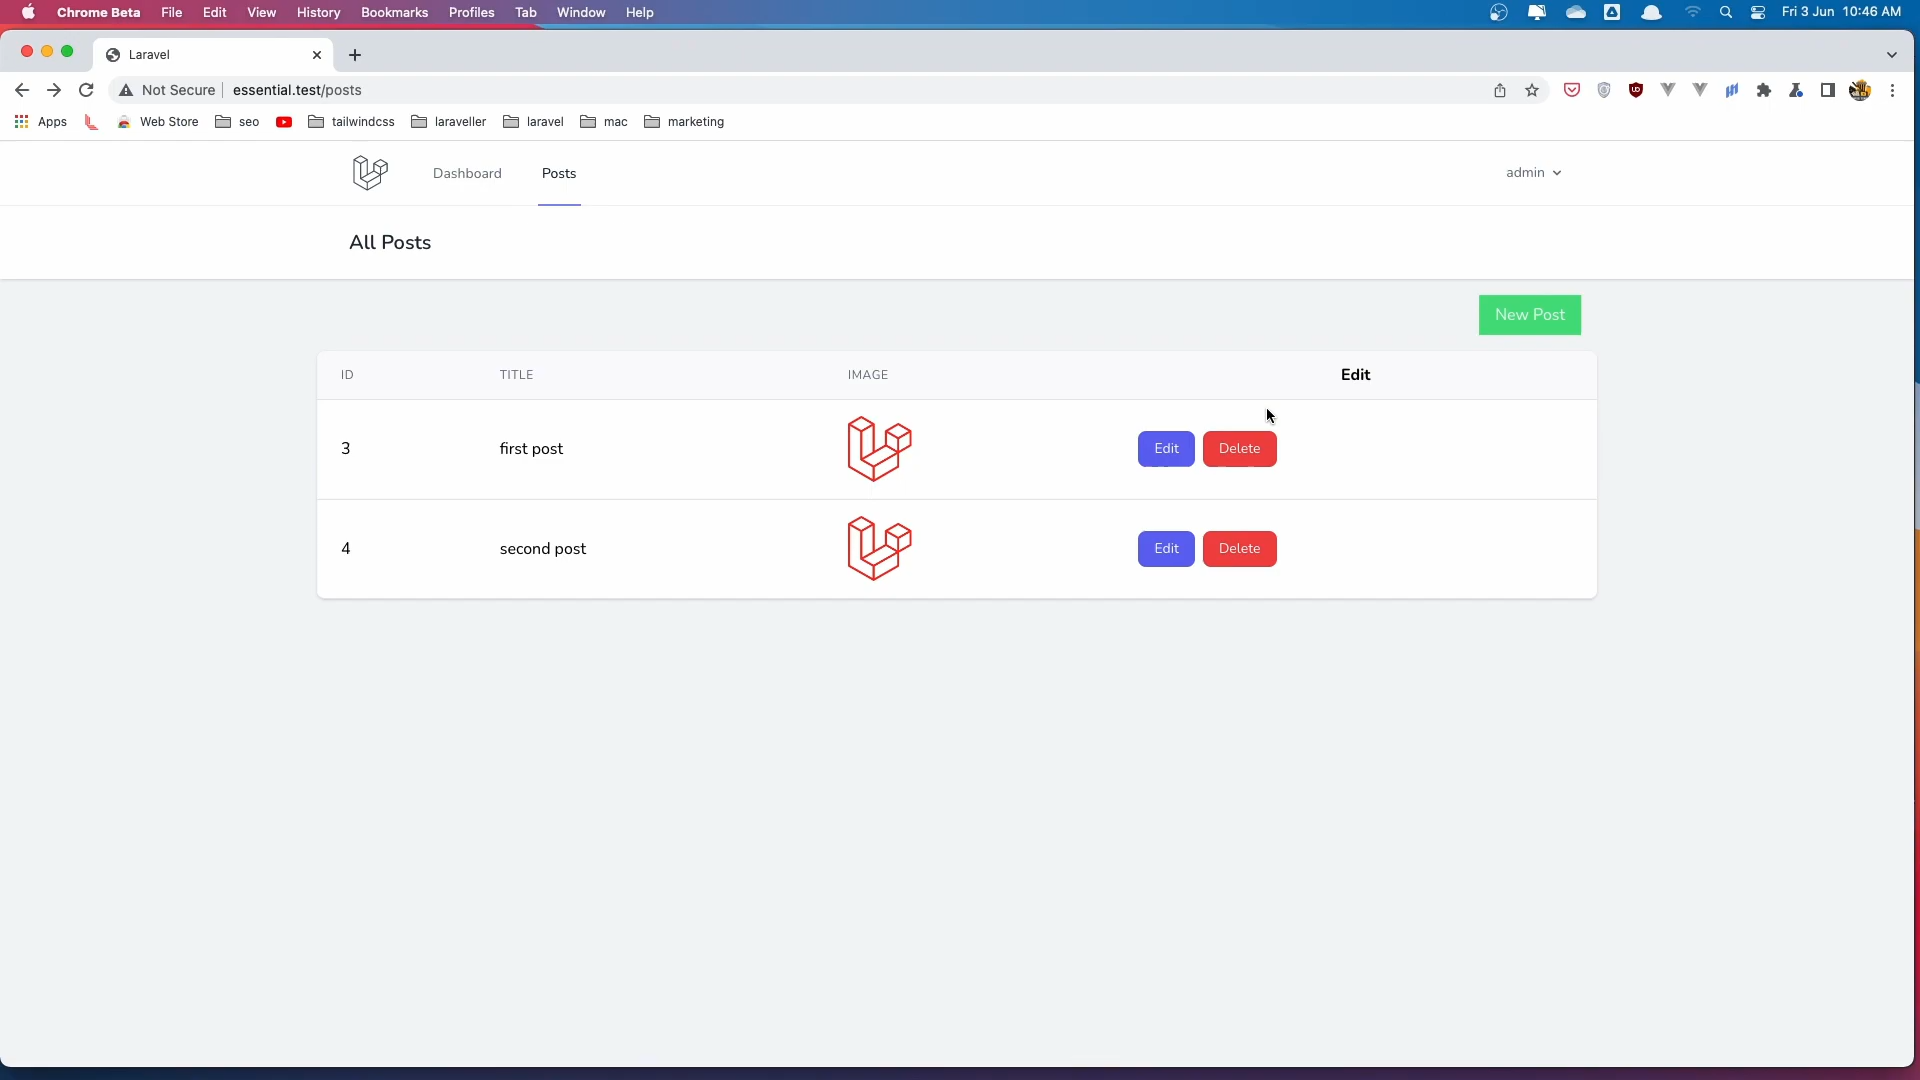 Chrome Beta File Edit View History Bookmarks Profiles Tab Window Help Fri 3 Jun 10:46 AM
Laravel
Not Secure essential.test/posts
Apps Web Store seo tailwindcss laraveller laravel mac marketing
Dashboard Posts admin
All Posts
New Post
ID TITLE IMAGE Edit
3 first post Edit Delete
4 second post Edit Delete